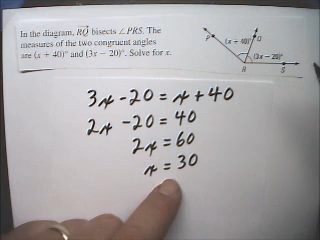 In the diagram, RQ bisects ∠PRS. The
measures of the two congruent angles
are (x + 40)° and (3x − 20)°. Solve for x.
P
(x + 40)°
Q
(3x − 20)°
R
S
3x - 20 = x + 40
2x - 20 = 40
2x = 60
x = 30